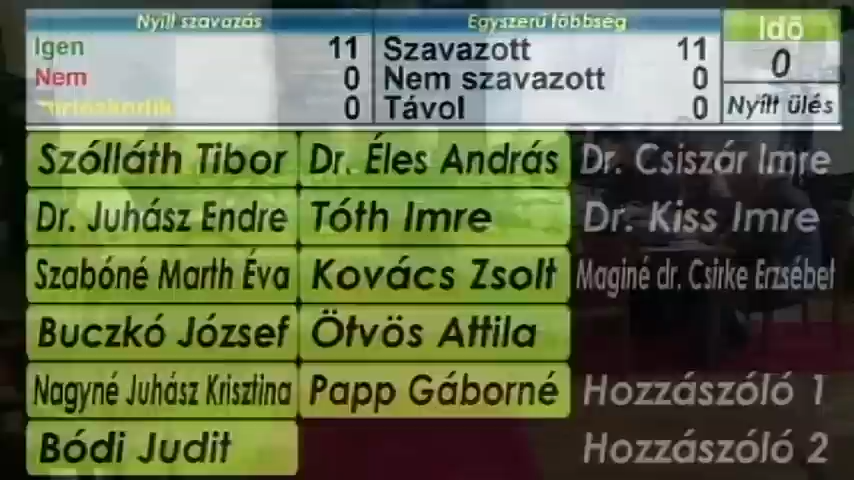 Nyílt szavazás
Egyszerű többség
Idő
Igen 11
Szavazott 11
0
Nem 0
Nem szavazott 0
Tartózkodik 0
Távol 0
Nyílt ülés
Szólláth Tibor
Dr. Éles András
Dr. Csiszár Imre
Dr. Juhász Endre
Tóth Imre
Dr. Kiss Imre
Szabóné Marth Éva
Kovács Zsolt
Maginé dr. Csirke Erzsébet
Buczkó József
Ötvös Attila
Nagyné Juhász Krisztina
Papp Gáborné
Hozzászóló 1
Bódi Judit
Hozzászóló 2